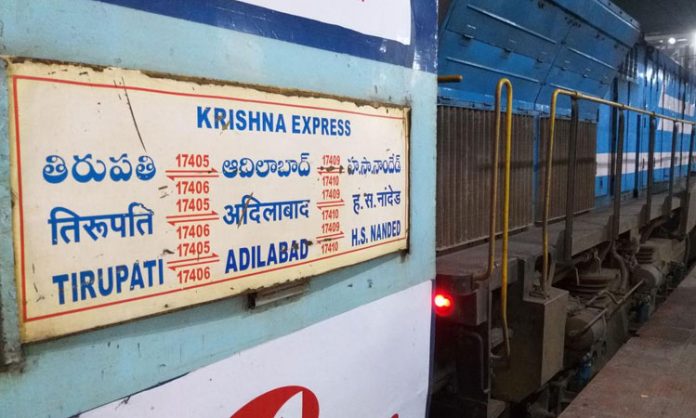 KRISHNA EXPRESS
తిరుపతి 17405 17406 ఆదిలాబాద్ 17409 17410 హ.సా.నాందేడ్
तिरूपति 17405 17406 अदिलाबाद 17409 17410 ह.स.नांदेड
TIRUPATI 17405 17406 ADILABAD 17409 17410 H.S. NANDED